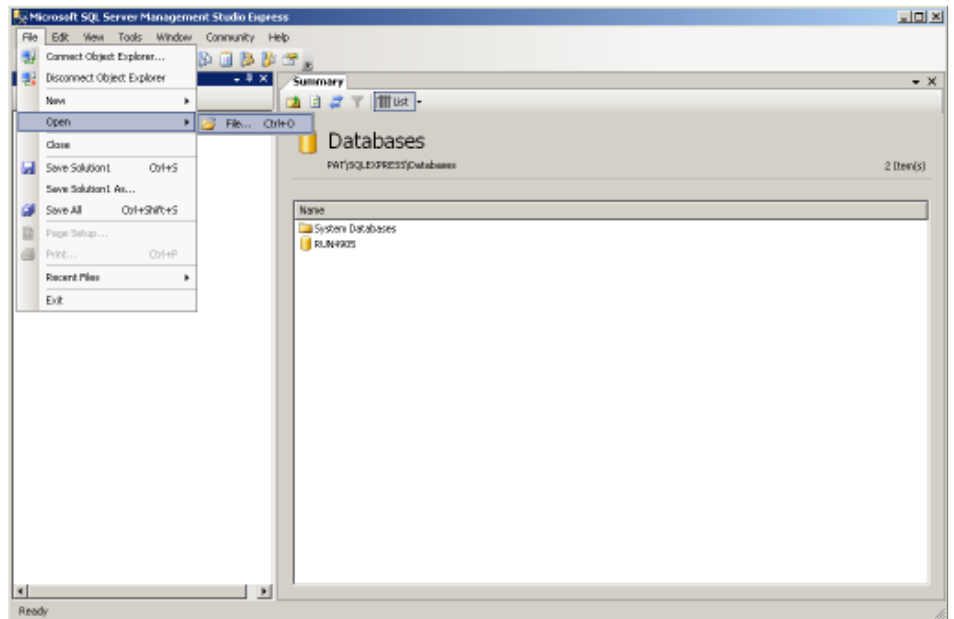 Microsoft SQL Server Management Studio Express
File Edit View Tools Window Community Help
Connect Object Explorer...
Disconnect Object Explorer
New
Open
File... Ctrl+O
Close
Save Solution1 Ctrl+S
Save Solution1 As...
Save All Ctrl+Shift+S
Page Setup...
Print... Ctrl+P
Recent Files
Exit
Summary
List
Databases
PAT\SQLEXPRESS\Databases
2 Item(s)
Name
System Databases
Ready